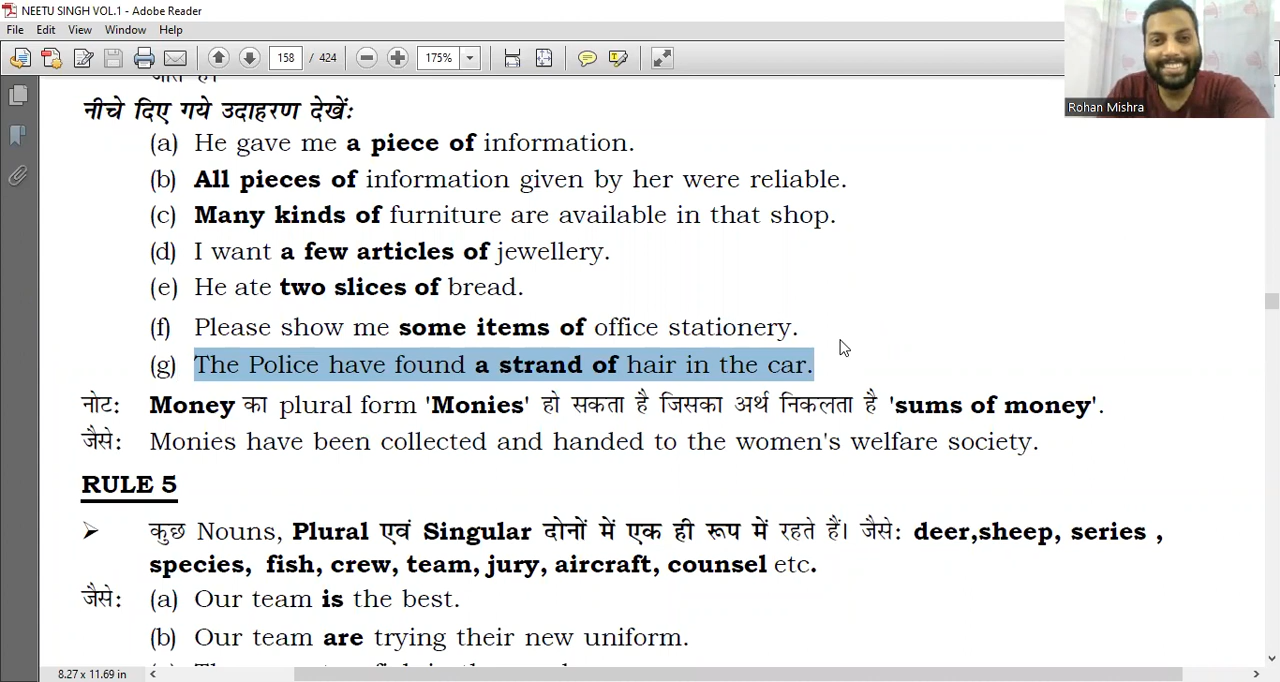 NEETU SINGH VOL.1 - Adobe Reader
File Edit View Window Help
158 / 424 175%
Rohan Mishra
नीचे दिए गये उदाहरण देखें:
(a) He gave me a piece of information.
(b) All pieces of information given by her were reliable.
(c) Many kinds of furniture are available in that shop.
(d) I want a few articles of jewellery.
(e) He ate two slices of bread.
(f) Please show me some items of office stationery.
(g) The Police have found a strand of hair in the car.
नोट: Money का plural form 'Monies' हो सकता है जिसका अर्थ निकलता है 'sums of money'.
जैसे: Monies have been collected and handed to the women's welfare society.
RULE 5
➢ कुछ Nouns, Plural एवं Singular दोनों में एक ही रूप में रहते हैं। जैसे: deer,sheep, series ,
species, fish, crew, team, jury, aircraft, counsel etc.
जैसे: (a) Our team is the best.
(b) Our team are trying their new uniform.
8.27 x 11.69 in